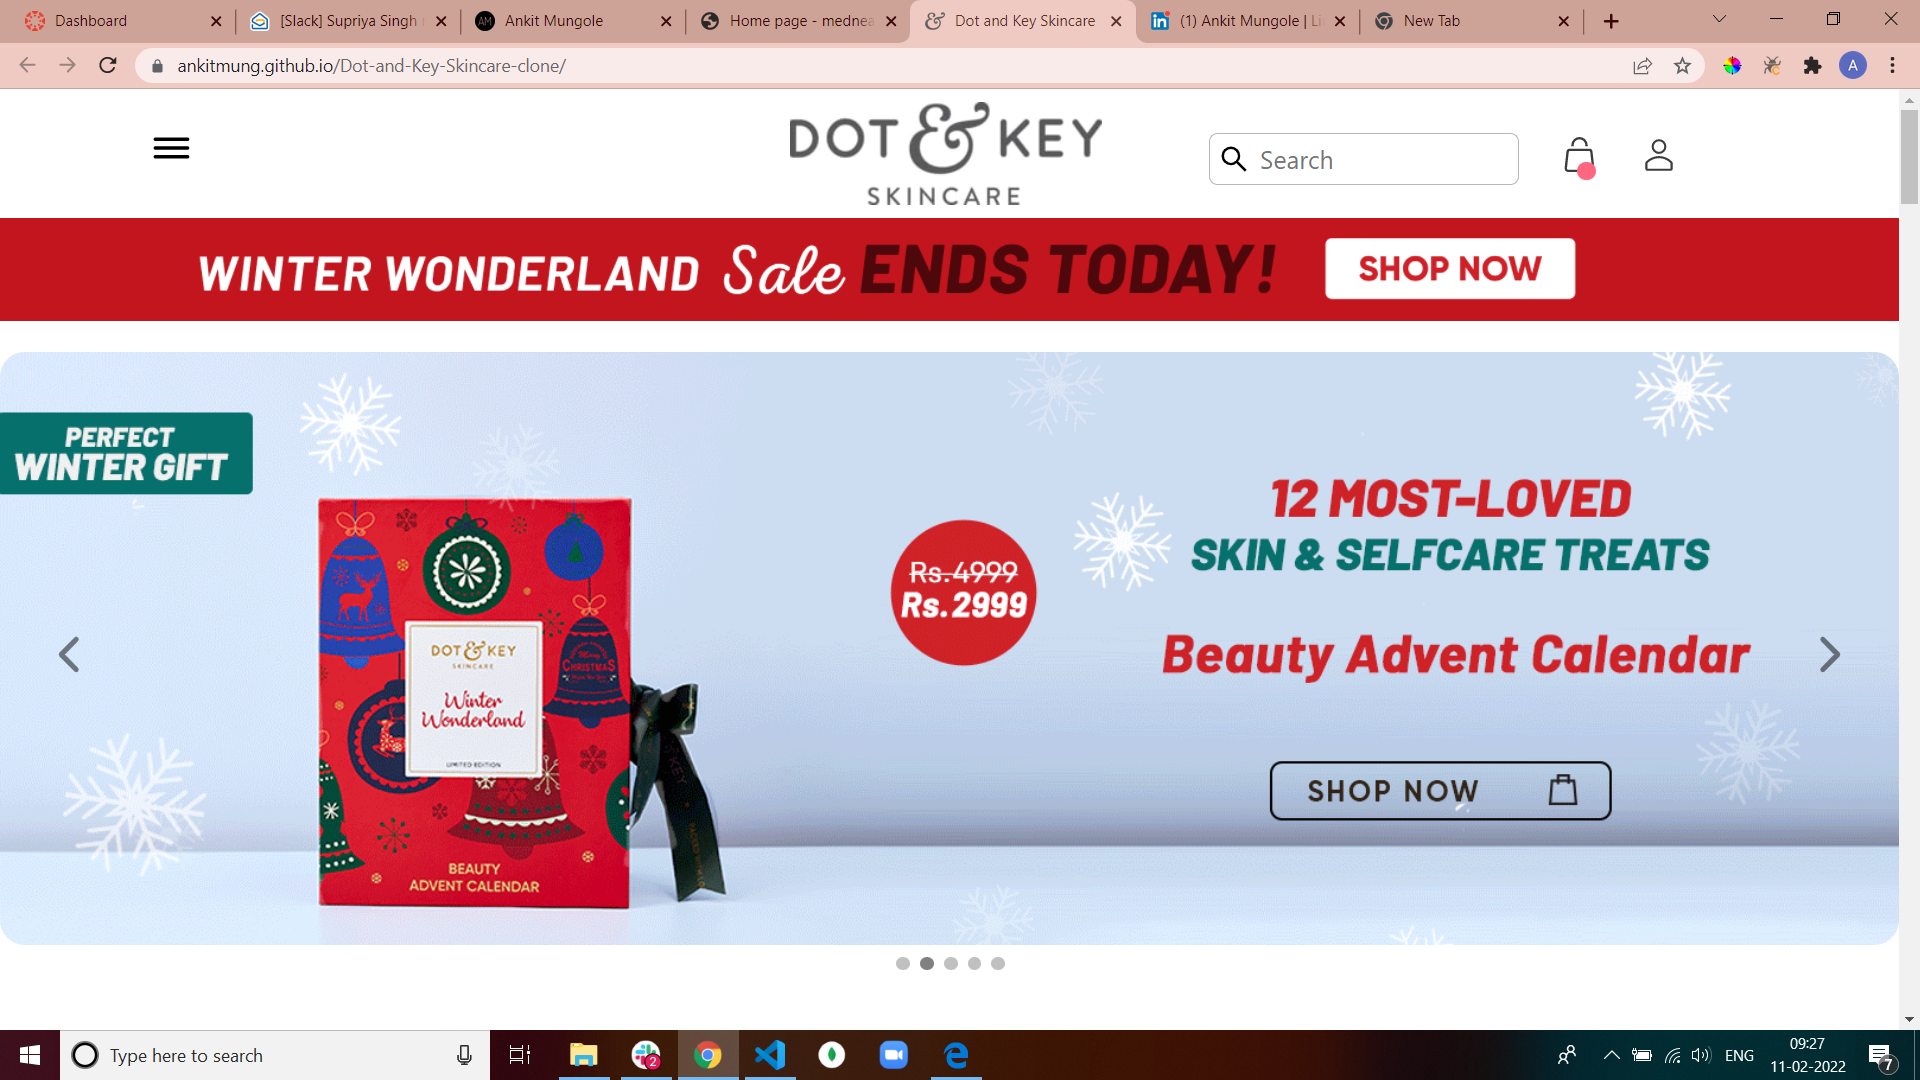 Dashboard
[Slack] Supriya Singh
Ankit Mungole
Home page - mednea
Dot and Key Skincare
(1) Ankit Mungole | Li
New Tab
ankitmung.github.io/Dot-and-Key-Skincare-clone/
A
DOT & KEY
SKINCARE
Search
WINTER WONDERLAND Sale ENDS TODAY!
SHOP NOW
PERFECT
WINTER GIFT
12 MOST-LOVED
SKIN & SELFCARE TREATS
Rs.4999
Rs.2999
Beauty Advent Calendar
DOT & KEY
SKINCARE
Winter
Wonderland
LIMITED EDITION
CHRISTMAS
BEAUTY
ADVENT CALENDAR
SHOP NOW
Type here to search
2
ENG
09:27
11-02-2022
7